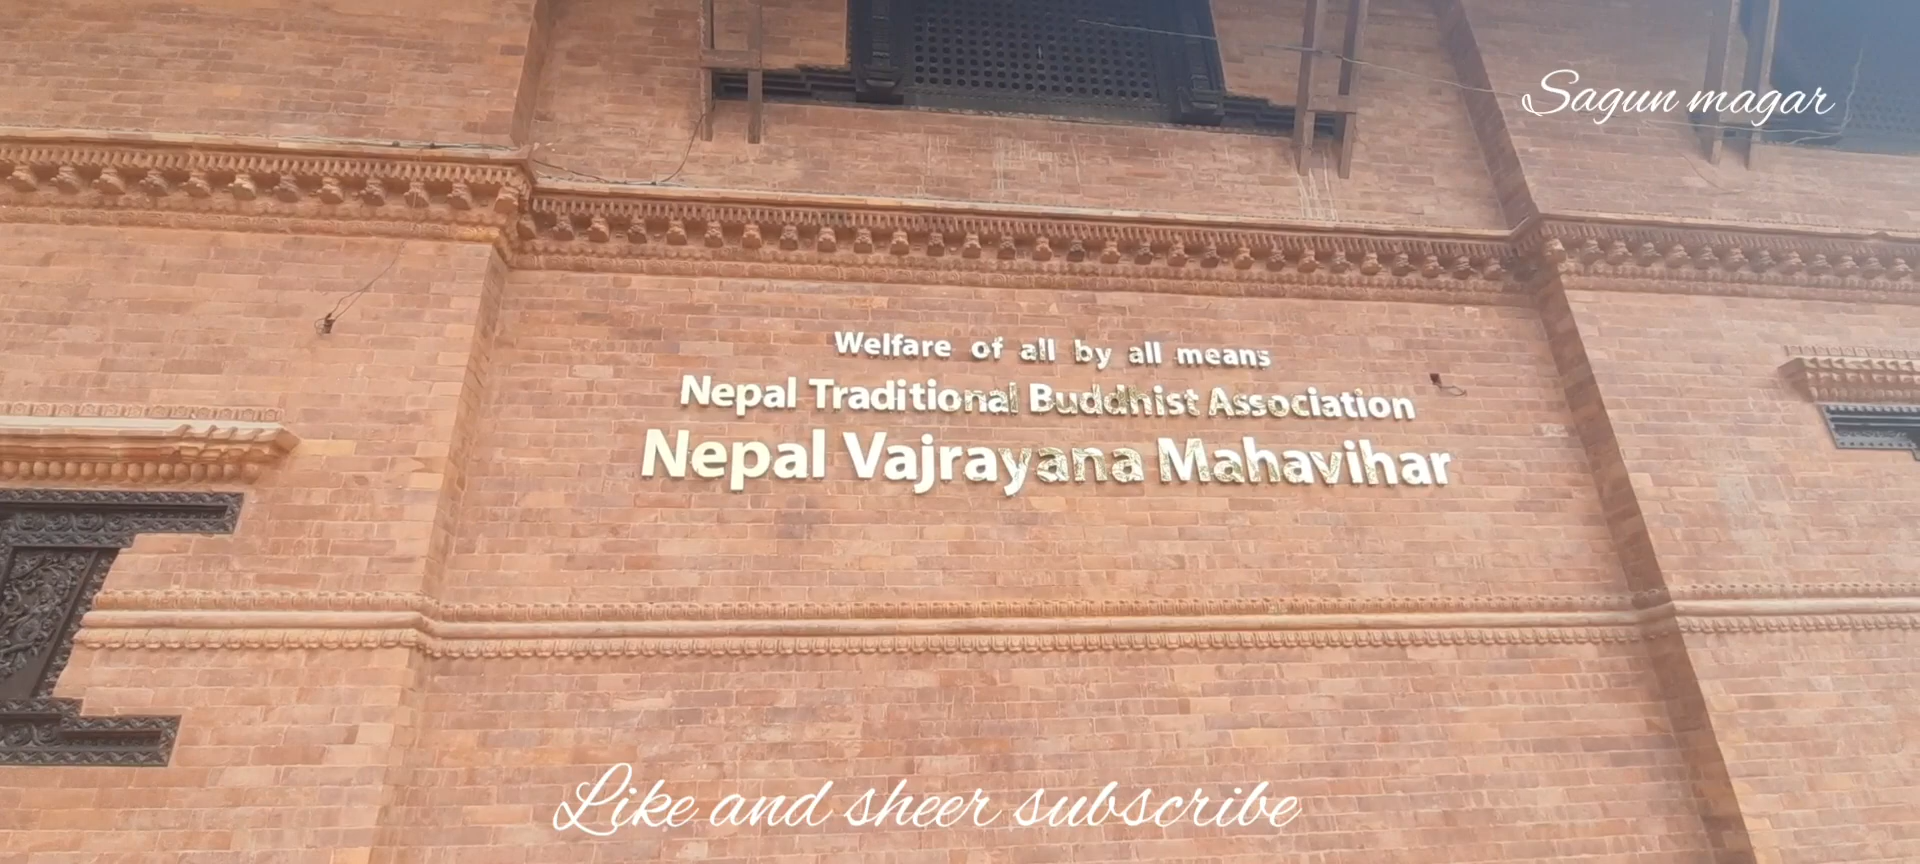 Sagun magar
Welfare of all by all means
Nepal Traditional Buddhist Association
Nepal Vajrayana Mahavihar
Like and sheer subscribe